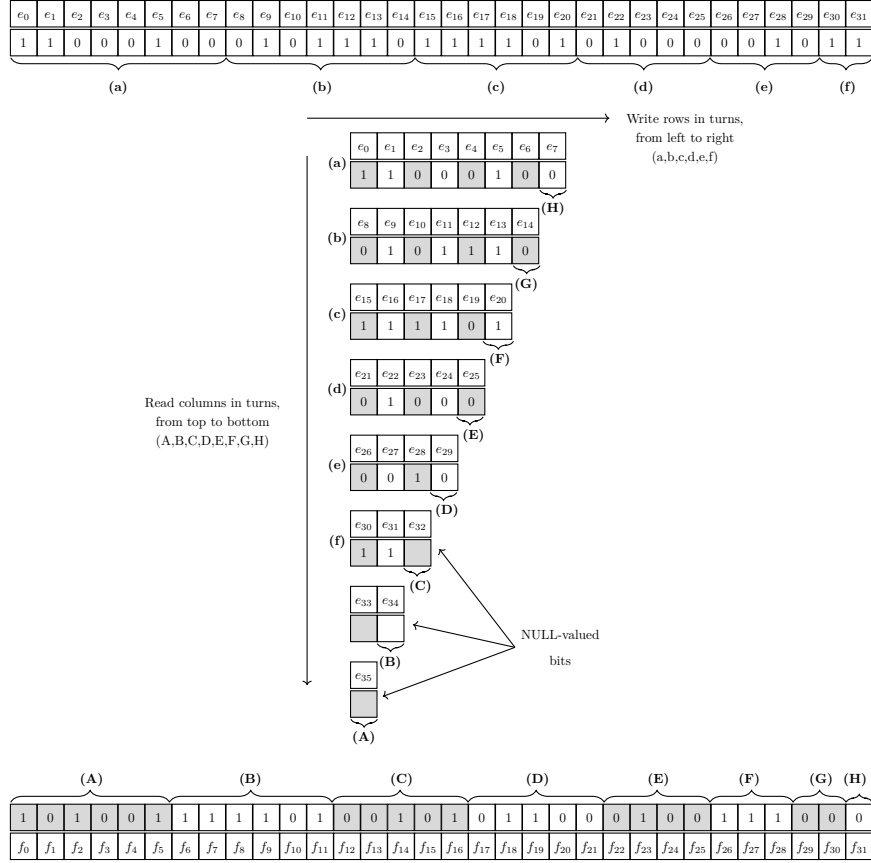 e0 e1 e2 e3 e4 e5 e6 e7 e8 e9 e10 e11 e12 e13 e14 e15 e16 e17 e18 e19 e20 e21 e22 e23 e24 e25 e26 e27 e28 e29 e30 e31
1 1 0 0 0 1 0 0 0 1 0 1 1 1 0 1 1 1 1 0 1 0 1 0 0 0 0 0 1 0 1 1
(a) (b) (c) (d) (e) (f)
Write rows in turns,
from left to right
(a,b,c,d,e,f)
e0 e1 e2 e3 e4 e5 e6 e7
(a)
1 1 0 0 0 1 0 0
(H)
e8 e9 e10 e11 e12 e13 e14
(b)
0 1 0 1 1 1 0
(G)
e15 e16 e17 e18 e19 e20
(c)
1 1 1 1 0 1
(F)
e21 e22 e23 e24 e25
(d)
0 1 0 0 0
(E)
Read columns in turns,
from top to bottom
(A,B,C,D,E,F,G,H)
e26 e27 e28 e29
(e)
0 0 1 0
(D)
e30 e31 e32
(f)
1 1
(C)
e33 e34
(B)
NULL-valued
bits
e35
(A)
(A) (B) (C) (D) (E) (F) (G) (H)
1 0 1 0 0 1 1 1 1 1 0 1 0 0 1 0 1 0 1 1 0 0 0 1 0 0 1 1 1 0 0 0
f0 f1 f2 f3 f4 f5 f6 f7 f8 f9 f10 f11 f12 f13 f14 f15 f16 f17 f18 f19 f20 f21 f22 f23 f24 f25 f26 f27 f28 f29 f30 f31